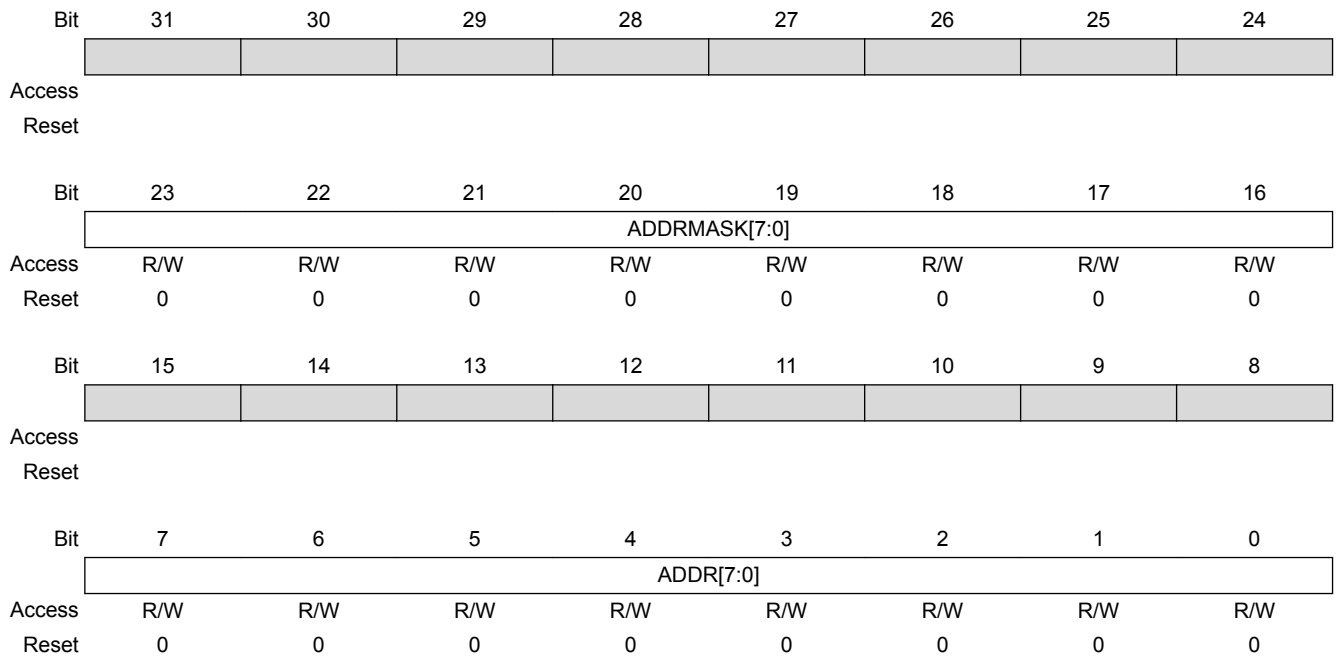 Bit 31 30 29 28 27 26 25 24
Access
Reset
Bit 23 22 21 20 19 18 17 16
ADDRMASK[7:0]
Access R/W R/W R/W R/W R/W R/W R/W R/W
Reset 0 0 0 0 0 0 0 0
Bit 15 14 13 12 11 10 9 8
Access
Reset
Bit 7 6 5 4 3 2 1 0
ADDR[7:0]
Access R/W R/W R/W R/W R/W R/W R/W R/W
Reset 0 0 0 0 0 0 0 0